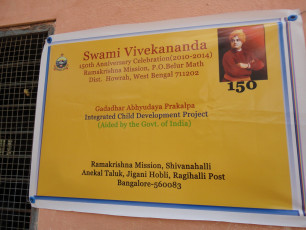 Swami Vivekananda
150th Anniversary Celebration(2010-2014)
Ramakrishna Mission, P.O.Belur Math
Dist. Howrah, West Bengal 711202
150
Gadadhar Abhyudaya Prakalpa
Integrated Child Development Project
(Aided by the Govt. of India)
Ramakrishna Mission, Shivanahalli
Anekal Taluk, Jigani Hobli, Ragihalli Post
Bangalore-560083